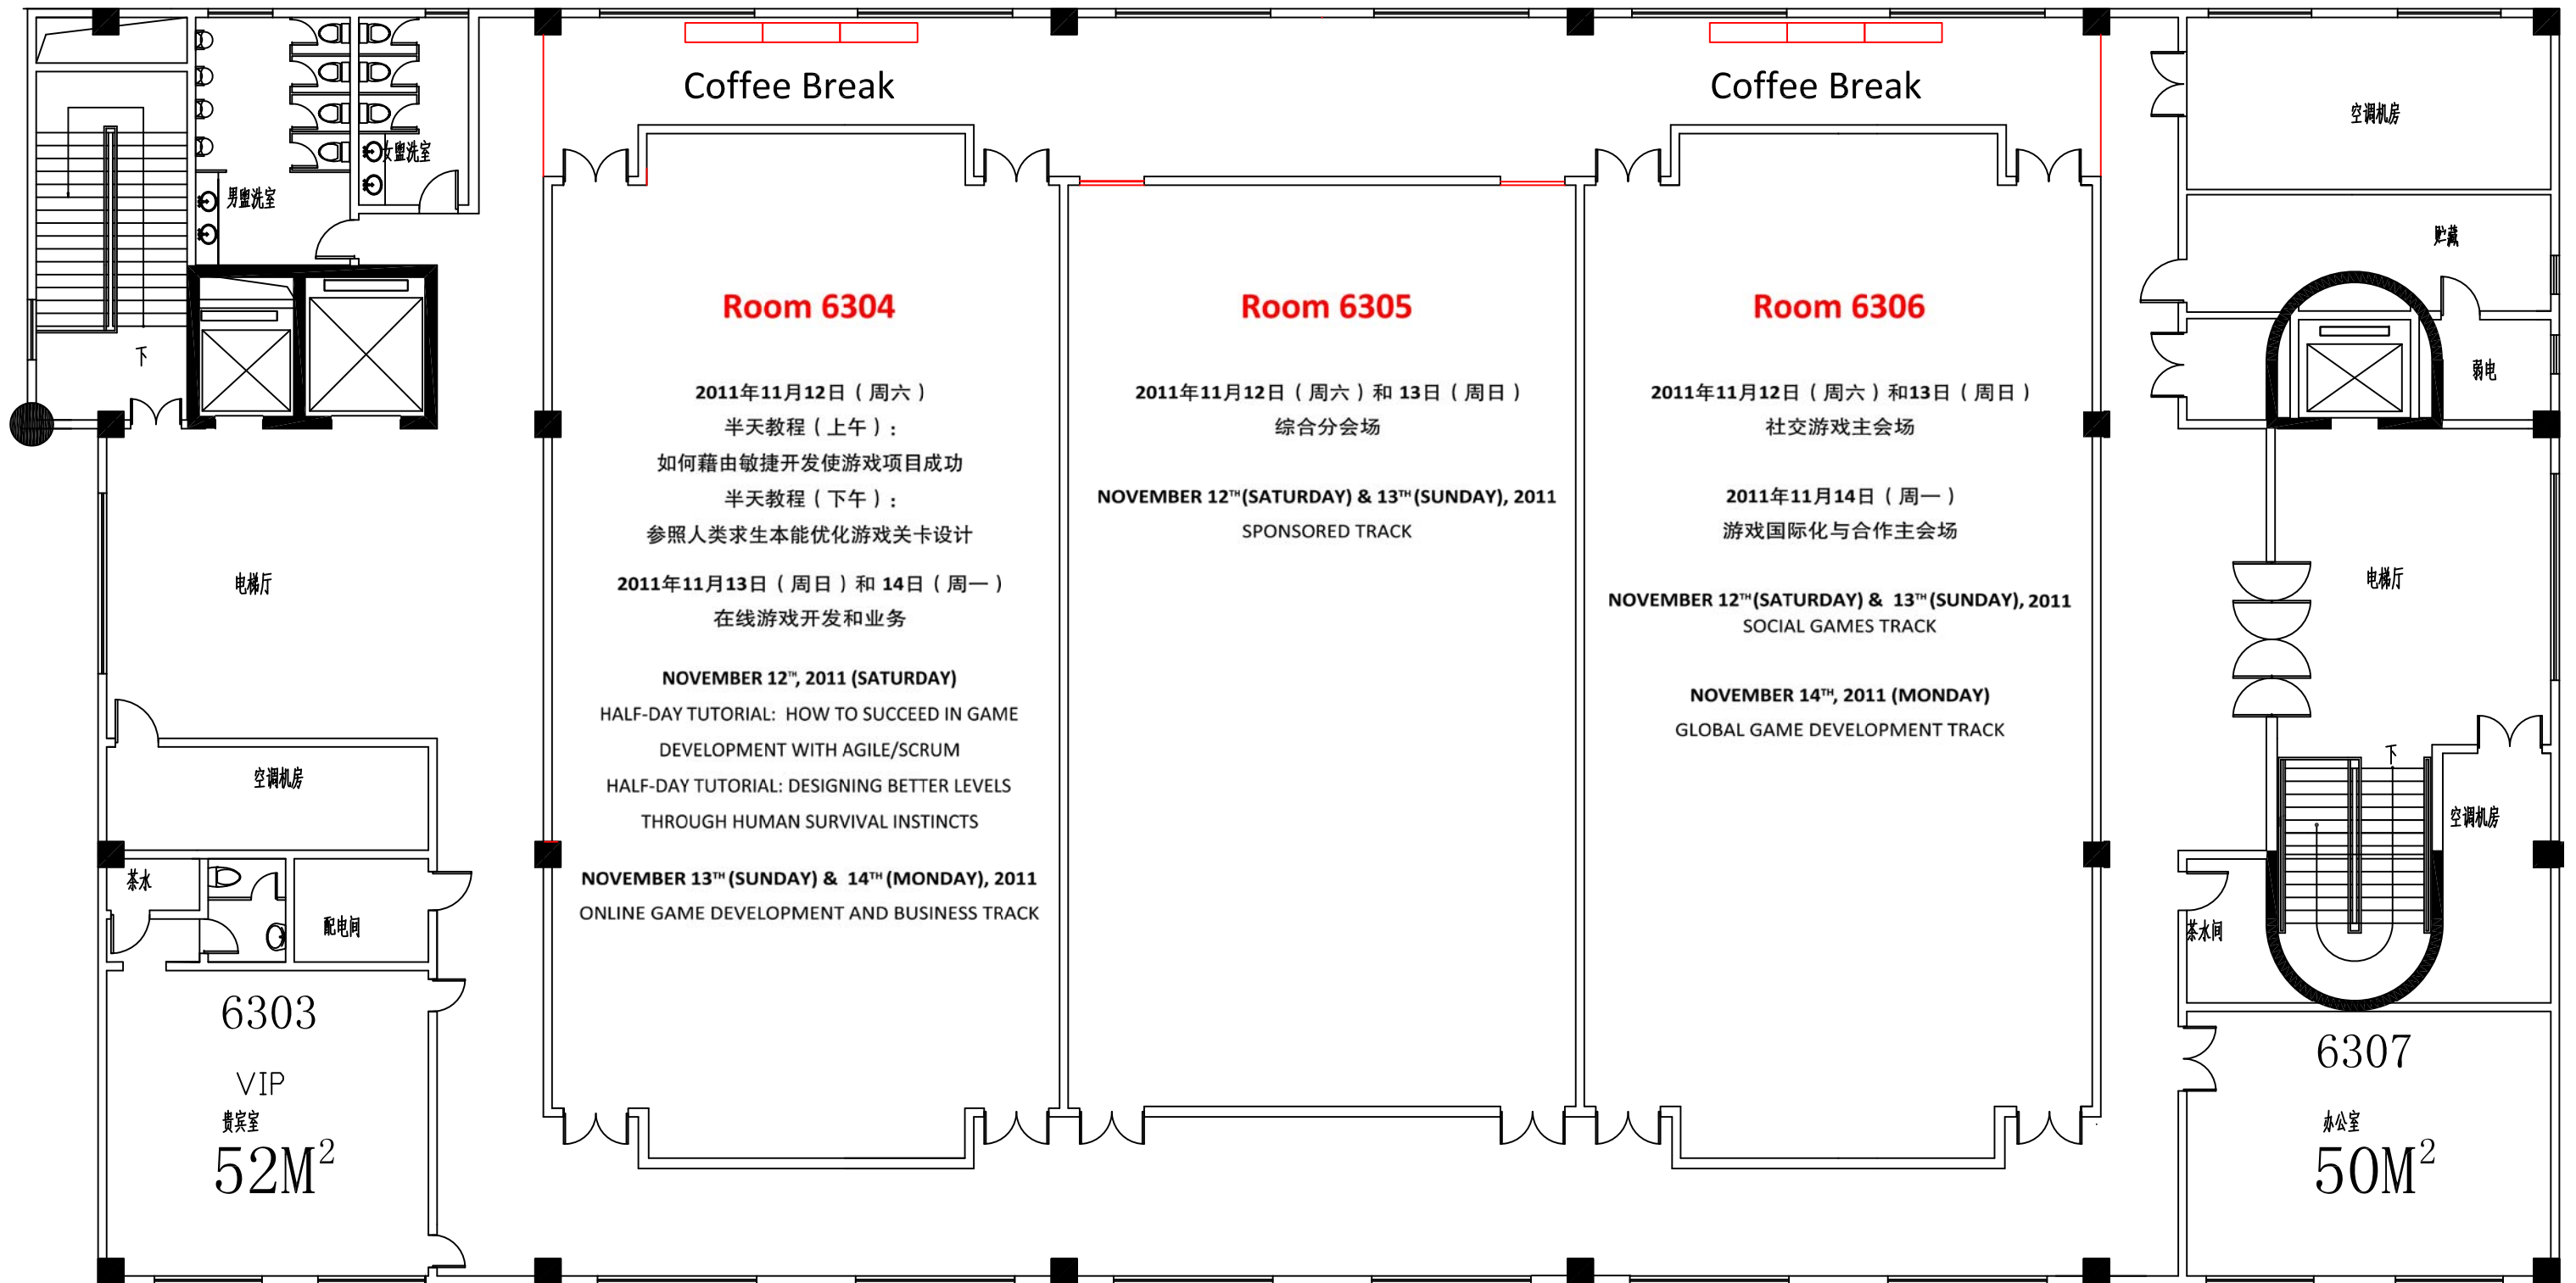 Coffee Break
Coffee Break
空调机房
女盥洗室
男盥洗室
贮藏
下
弱电
电梯厅
电梯厅
空调机房
下
空调机房
茶水
配电间
茶水间
6303
VIP
贵宾室
52M²
Room 6304
2011年11月12日（周六）
半天教程（上午）：
如何藉由敏捷开发使游戏项目成功
半天教程（下午）：
参照人类求生本能优化游戏关卡设计
2011年11月13日（周日）和 14日（周一）
在线游戏开发和业务
NOVEMBER 12TH, 2011 (SATURDAY)
HALF-DAY TUTORIAL: HOW TO SUCCEED IN GAME
DEVELOPMENT WITH AGILE/SCRUM
HALF-DAY TUTORIAL: DESIGNING BETTER LEVELS
THROUGH HUMAN SURVIVAL INSTINCTS
NOVEMBER 13TH (SUNDAY) & 14TH (MONDAY), 2011
ONLINE GAME DEVELOPMENT AND BUSINESS TRACK
Room 6305
2011年11月12日（周六）和 13日（周日）
综合分会场
NOVEMBER 12TH (SATURDAY) & 13TH (SUNDAY), 2011
SPONSORED TRACK
Room 6306
2011年11月12日（周六）和13日（周日）
社交游戏主会场
2011年11月14日（周一）
游戏国际化与合作主会场
NOVEMBER 12TH (SATURDAY) & 13TH (SUNDAY), 2011
SOCIAL GAMES TRACK
NOVEMBER 14TH, 2011 (MONDAY)
GLOBAL GAME DEVELOPMENT TRACK
6307
办公室
50M²